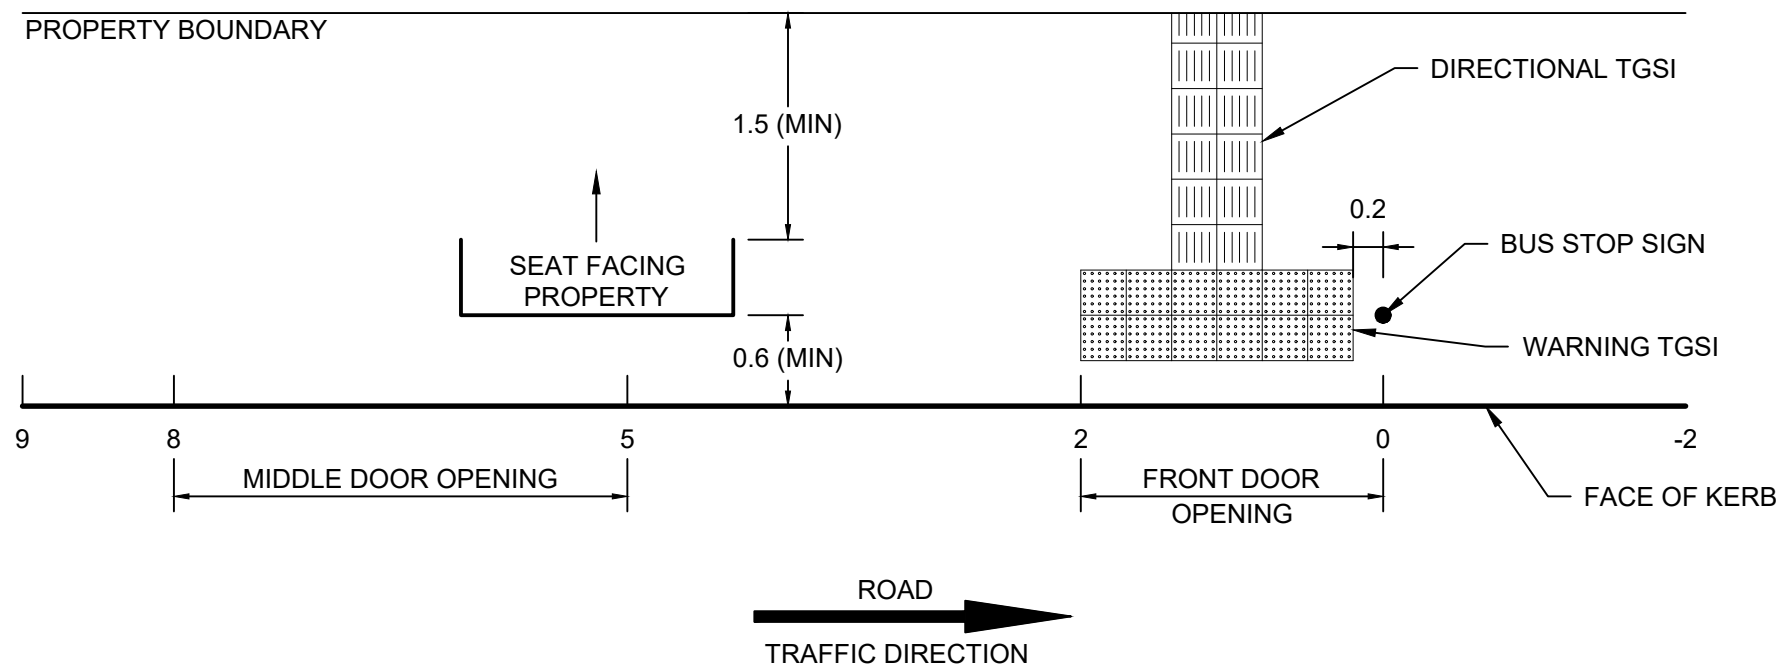 PROPERTY BOUNDARY
DIRECTIONAL TGSI
1.5 (MIN)
0.2
BUS STOP SIGN
SEAT FACING
PROPERTY
WARNING TGSI
0.6 (MIN)
9
8
5
2
0
-2
MIDDLE DOOR OPENING
FRONT DOOR
OPENING
FACE OF KERB
ROAD
TRAFFIC DIRECTION